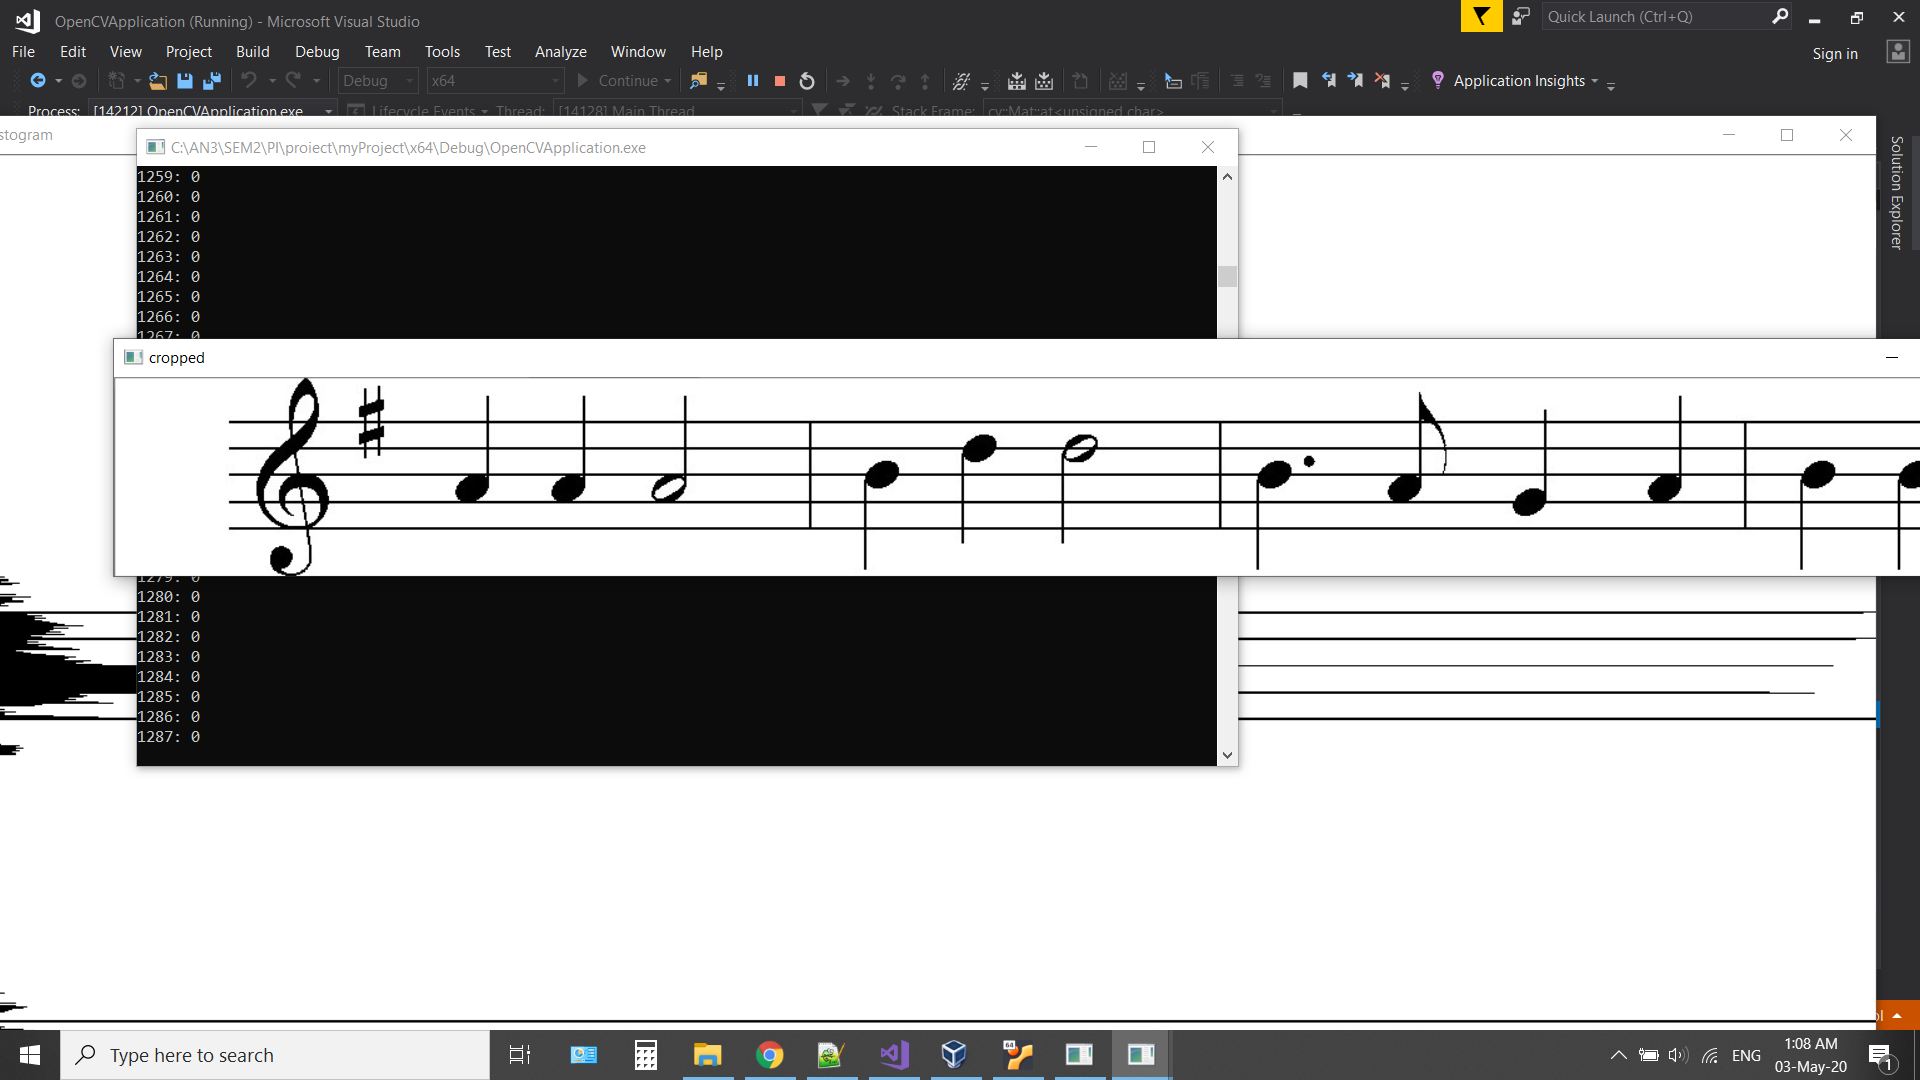 OpenCVApplication (Running) - Microsoft Visual Studio
Quick Launch (Ctrl+Q)
File Edit View Project Build Debug Team Tools Test Analyze Window Help
Sign in
Debug x64 Continue
Application Insights
Process: [14212] OpenCVApplication.exe Lifecycle Events Thread: [14128] Main Thread Stack Frame: cv::Mat::at<unsigned char>
stogram
C:\AN3\SEM2\PI\proiect\myProject\x64\Debug\OpenCVApplication.exe
Solution Explorer
1259: 0
1260: 0
1261: 0
1262: 0
1263: 0
1264: 0
1265: 0
1266: 0
1267: 0
cropped
1279: 0
1280: 0
1281: 0
1282: 0
1283: 0
1284: 0
1285: 0
1286: 0
1287: 0
Type here to search
64
ENG
1:08 AM
03-May-20
1